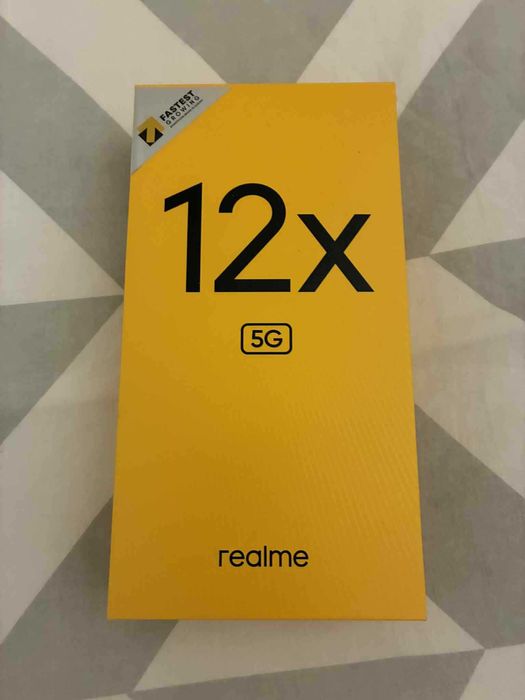 FASTEST
GROWING
12x
5G
realme